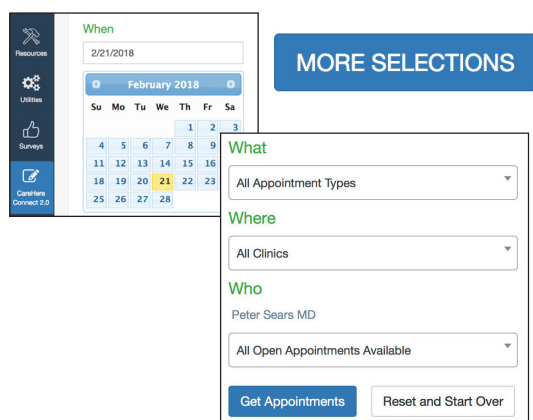 Resources
Utilities
Surveys
CareHere
Connect 2.0
When
2/21/2018
February 2018
Su Mo Tu We Th Fr Sa
1 2 3
4 5 6 7 8 9
11 12 13 14 15 16
18 19 20 21 22 23
25 26 27 28
MORE SELECTIONS
What
All Appointment Types
Where
All Clinics
Who
Peter Sears MD
All Open Appointments Available
Get Appointments Reset and Start Over